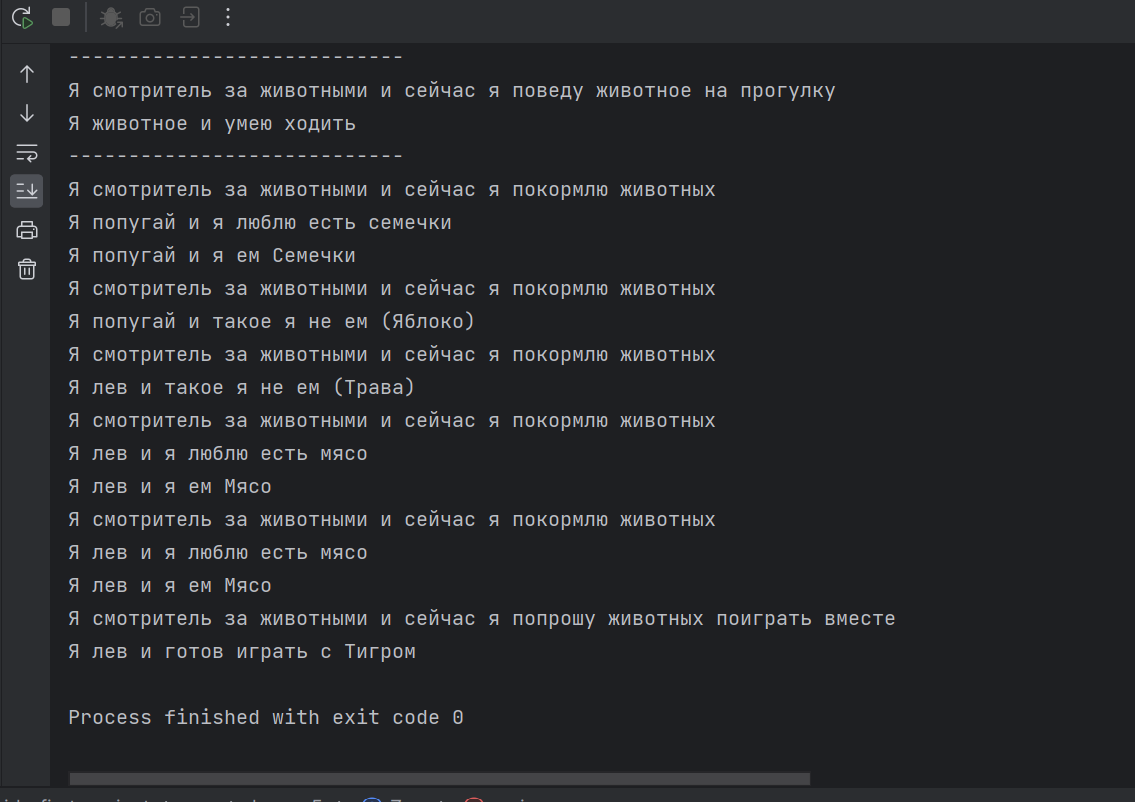 ----------------------------
Я смотритель за животными и сейчас я поведу животное на прогулку
Я животное и умею ходить
----------------------------
Я смотритель за животными и сейчас я покормлю животных
Я попугай и я люблю есть семечки
Я попугай и я ем Семечки
Я смотритель за животными и сейчас я покормлю животных
Я попугай и такое я не ем (Яблоко)
Я смотритель за животными и сейчас я покормлю животных
Я лев и такое я не ем (Трава)
Я смотритель за животными и сейчас я покормлю животных
Я лев и я люблю есть мясо
Я лев и я ем Мясо
Я смотритель за животными и сейчас я покормлю животных
Я лев и я люблю есть мясо
Я лев и я ем Мясо
Я смотритель за животными и сейчас я попрошу животных поиграть вместе
Я лев и готов играть с Тигром
Process finished with exit code 0